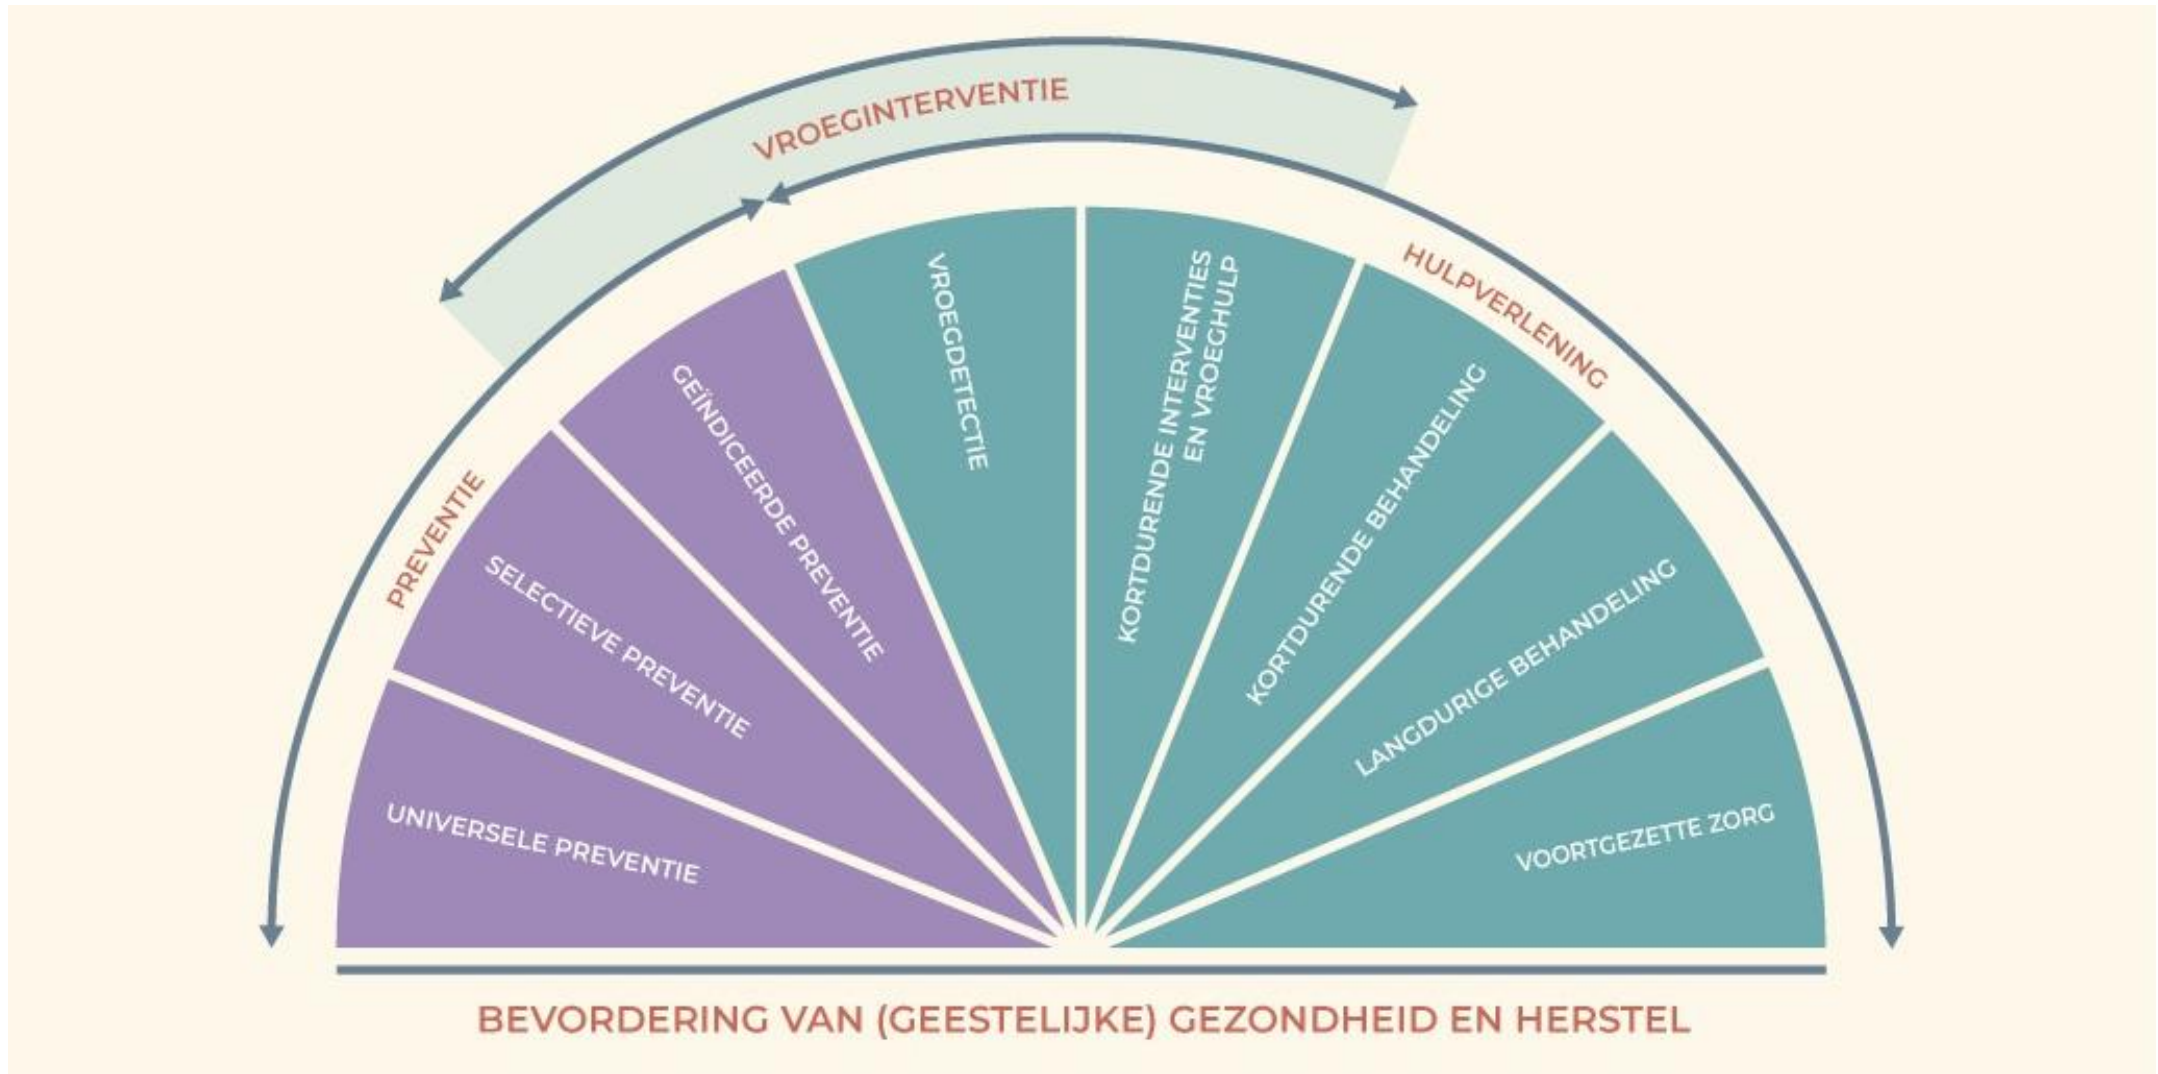 VROEGINTERVENTIE
PREVENTIE
HULPVERLENING
UNIVERSELE PREVENTIE
SELECTIEVE PREVENTIE
GEÏNDICEERDE PREVENTIE
VROEGDETECTIE
KORTDURENDE INTERVENTIES
EN VROEGHULP
KORTDURENDE BEHANDELING
LANGDURIGE BEHANDELING
VOORTGEZETTE ZORG
BEVORDERING VAN (GEESTELIJKE) GEZONDHEID EN HERSTEL